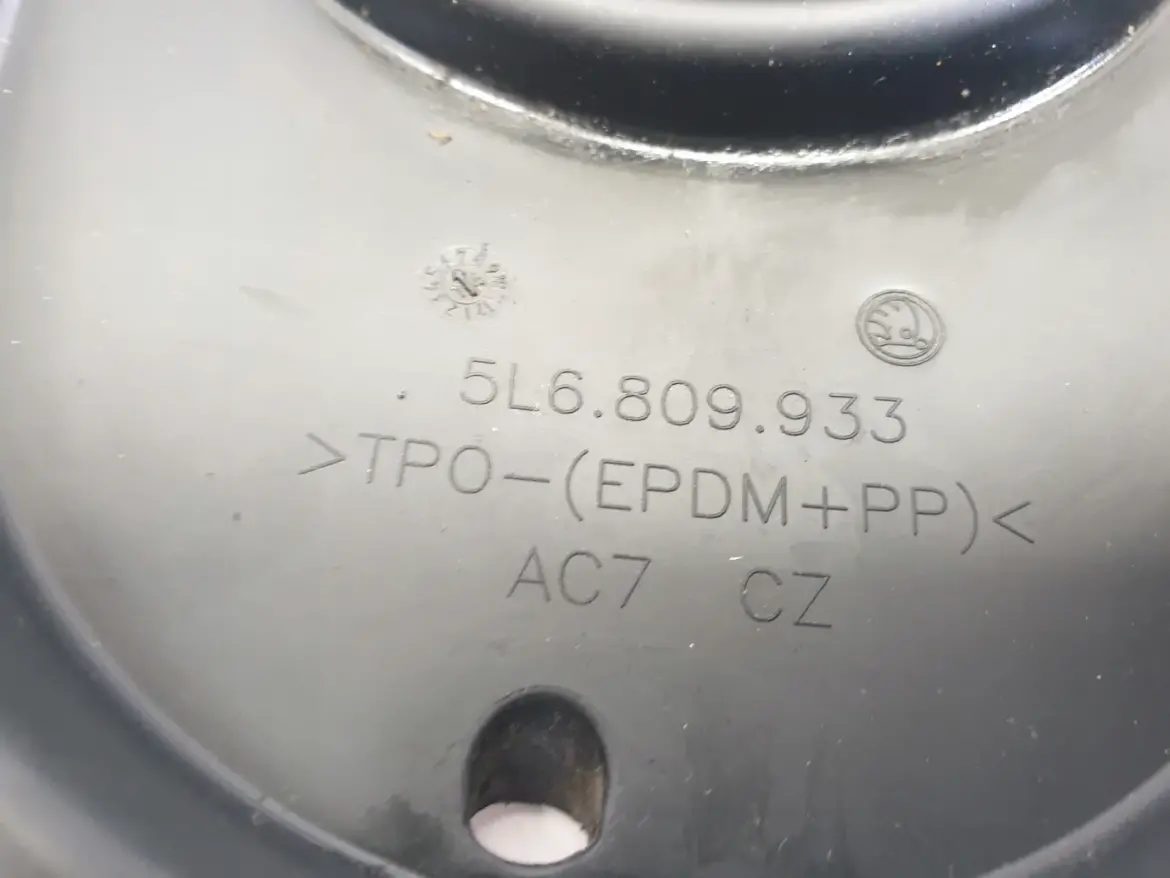 5L6.809.933
>TPO-(EPDM+PP)<
AC7 CZ